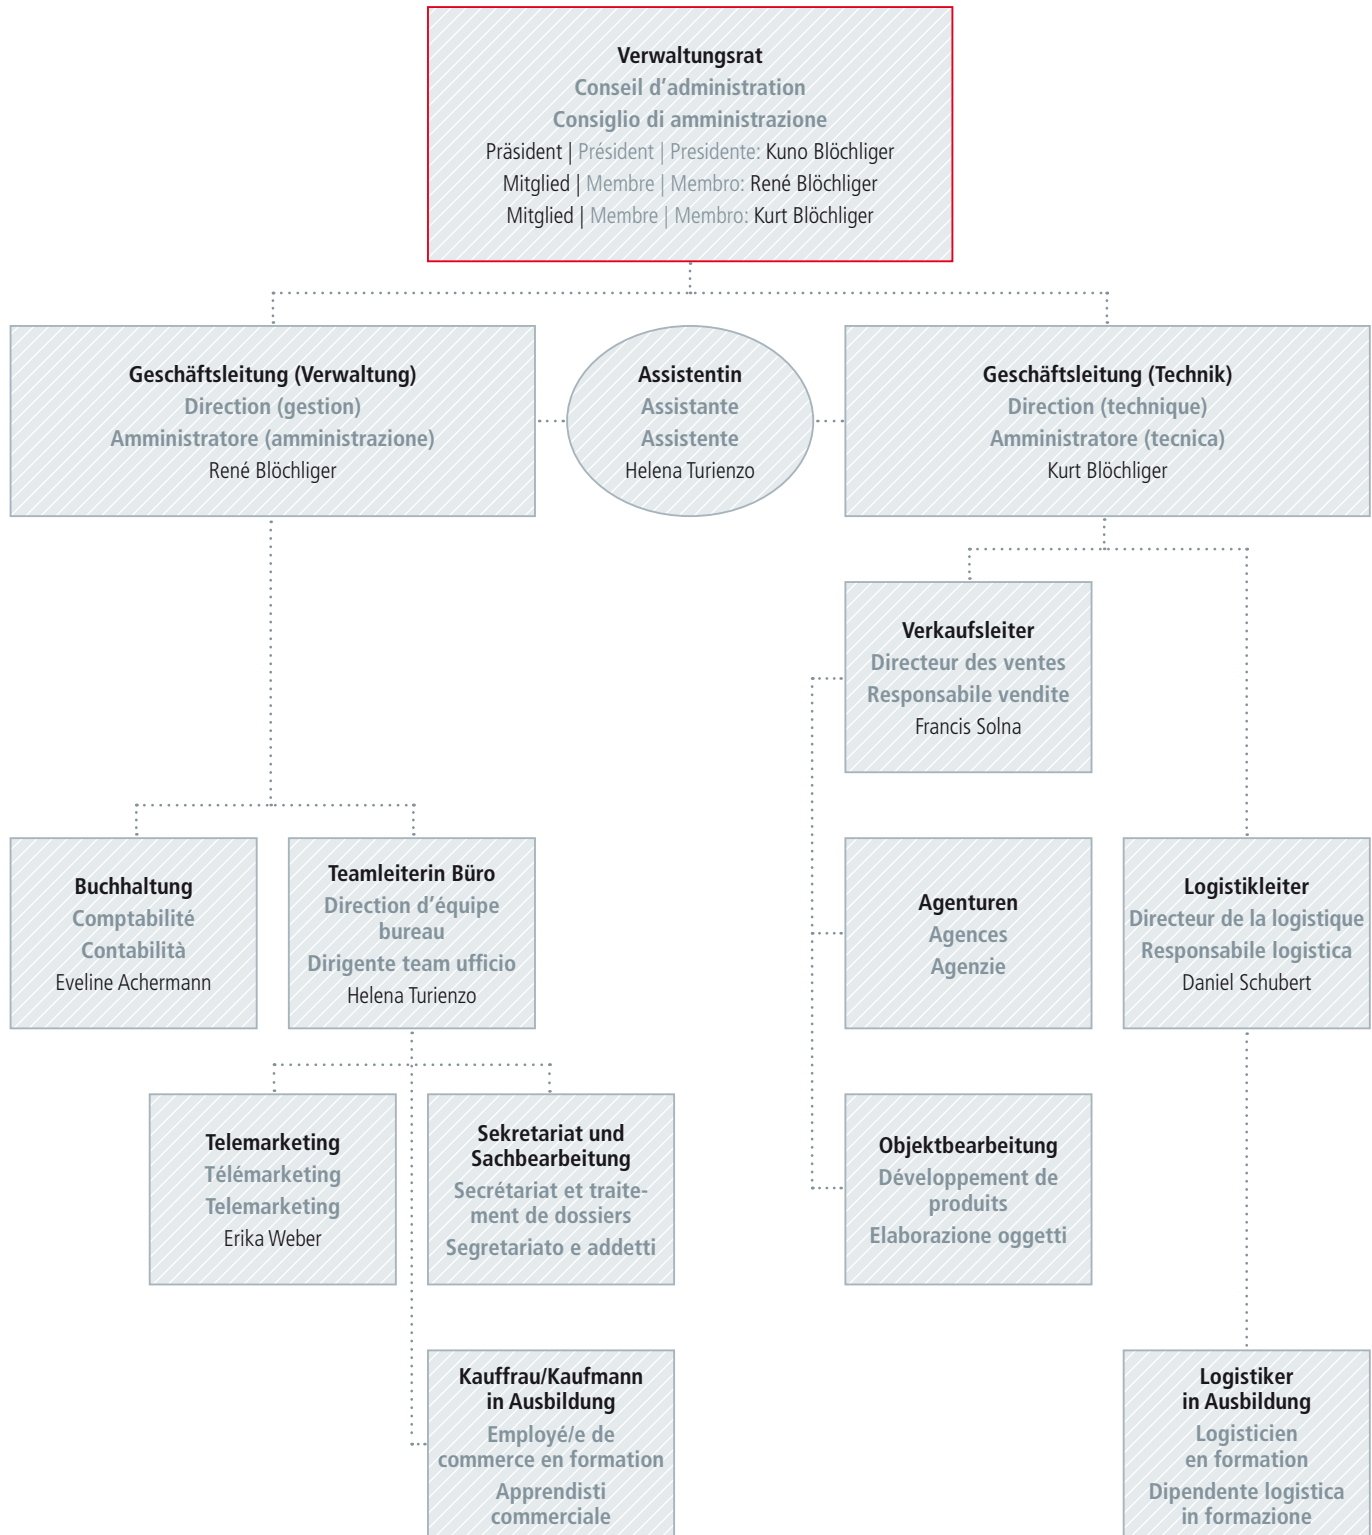 Verwaltungsrat
Conseil d’administration
Consiglio di amministrazione
Präsident | Président | Presidente: Kuno Blöchliger
Mitglied | Membre | Membro: René Blöchliger
Mitglied | Membre | Membro: Kurt Blöchliger
Geschäftsleitung (Verwaltung)
Direction (gestion)
Amministratore (amministrazione)
René Blöchliger
Assistentin
Assistante
Assistente
Helena Turienzo
Geschäftsleitung (Technik)
Direction (technique)
Amministratore (tecnica)
Kurt Blöchliger
Verkaufsleiter
Directeur des ventes
Responsabile vendite
Francis Solna
Buchhaltung
Comptabilité
Contabilità
Eveline Achermann
Teamleiterin Büro
Direction d’équipe
bureau
Dirigente team ufficio
Helena Turienzo
Agenturen
Agences
Agenzie
Logistikleiter
Directeur de la logistique
Responsabile logistica
Daniel Schubert
Telemarketing
Télémarketing
Telemarketing
Erika Weber
Sekretariat und
Sachbearbeitung
Secrétariat et traite-
ment de dossiers
Segretariato e addetti
Objektbearbeitung
Développement de
produits
Elaborazione oggetti
Kauffrau/Kaufmann
in Ausbildung
Employé/e de
commerce en formation
Apprendisti
commerciale
Logistiker
in Ausbildung
Logisticien
en formation
Dipendente logistica
in formazione